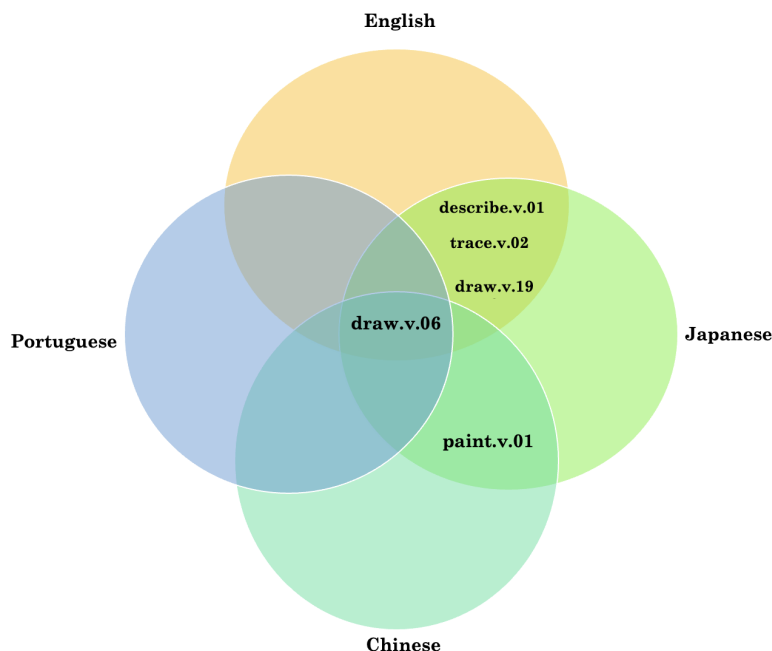 English
describe.v.01
trace.v.02
draw.v.19
draw.v.06
Portuguese
Japanese
paint.v.01
Chinese